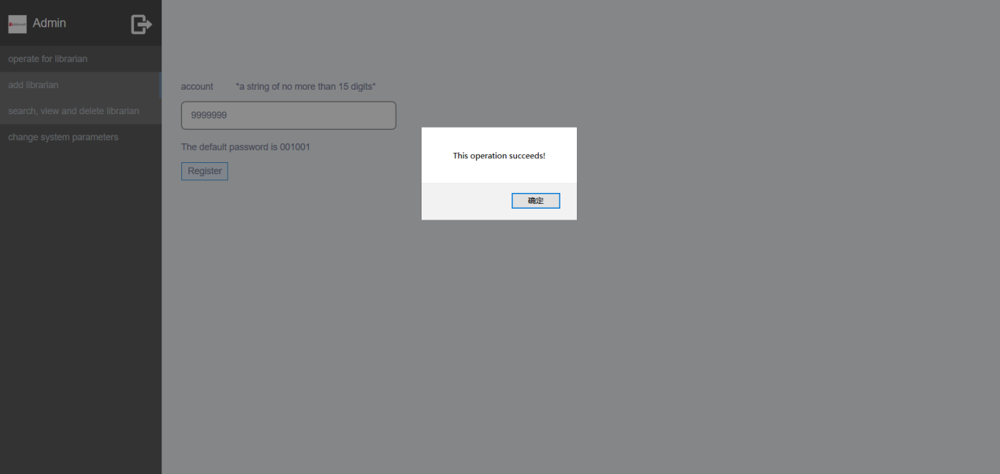 Admin
operate for librarian
add librarian
search, view and delete librarian
change system parameters
account *a string of no more than 15 digits*
9999999
The default password is 001001
Register
This operation succeeds!
确定